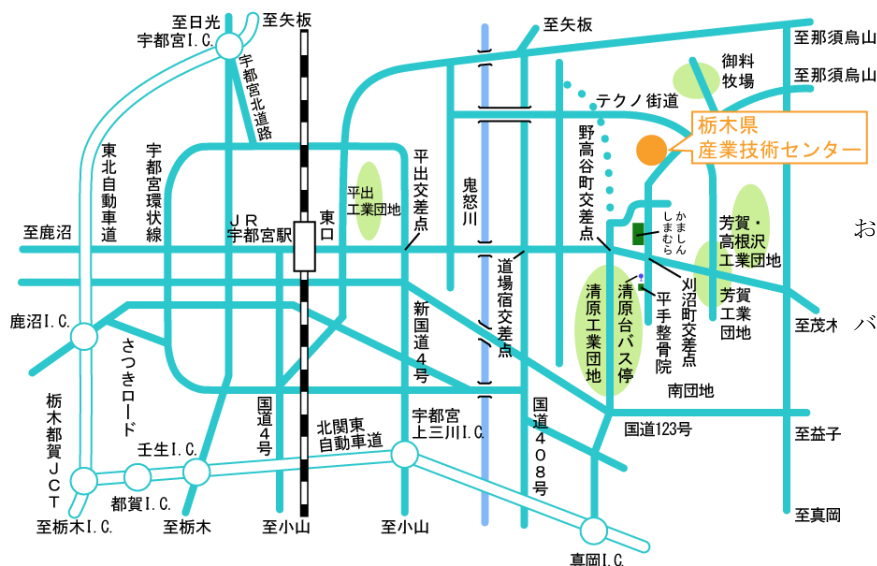 至日光
至矢板
宇都宮I.C.
宇都宮北道路
至矢板
至那須烏山
御料
牧場
至那須烏山
テクノ街道
栃木県
産業技術センター
東北自動車道
宇都宮環状線
平出
工業団地
平出交差点
鬼怒川
野高谷町交差点
JR
宇都宮駅
東口
至鹿沼
かましん
しまむら
芳賀・
高根沢
工業団地
お
道場宿交差点
清原工業団地
清原台バス停
平手整骨院
刈沼町交差点
芳賀
工業
団地
至茂木
バ
鹿沼I.C.
さつきロード
新国道4号
南団地
国道123号
栃木都賀JCT
国道4号
北関東
自動車道
宇都宮
上三川I.C.
国道408号
至益子
壬生I.C.
都賀I.C.
至栃木I.C.
至栃木
至小山
至小山
真岡I.C.
至真岡